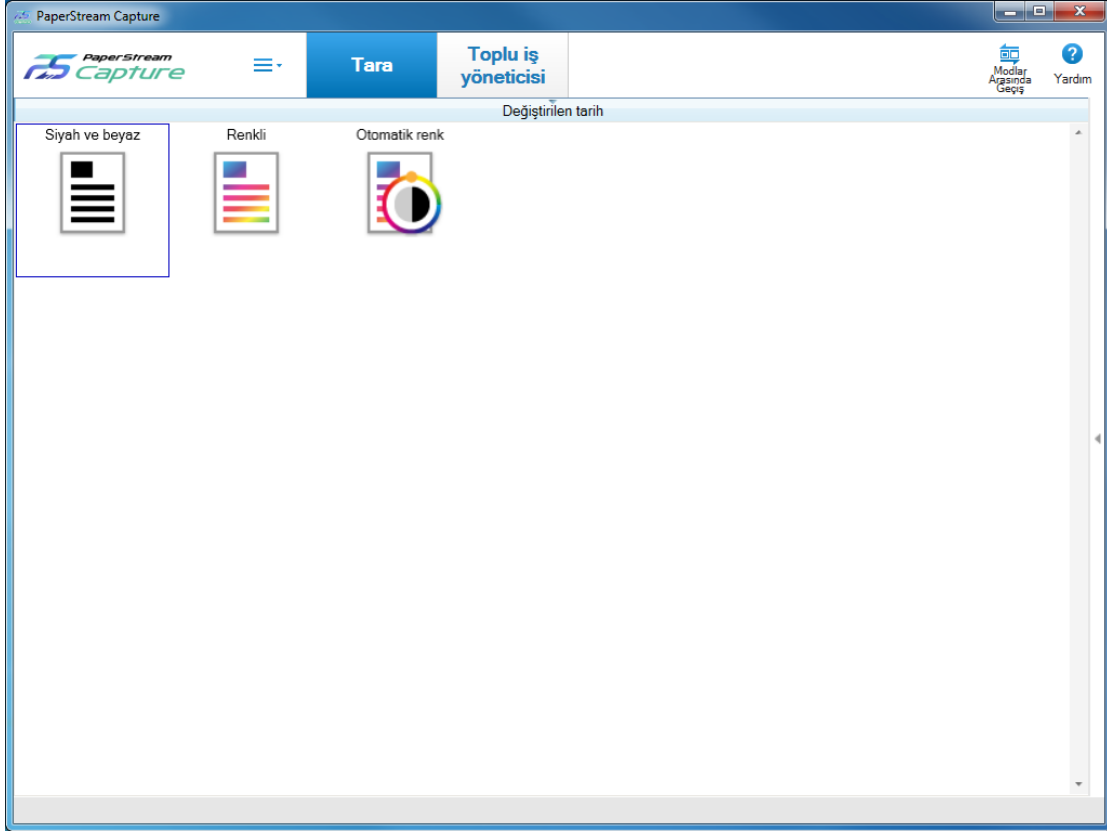 PaperStream Capture
PaperStream
Capture
Tara
Toplu iş
yöneticisi
Modlar
Arasında
Geçiş
Yardım
Değiştirilen tarih
Siyah ve beyaz
Renkli
Otomatik renk